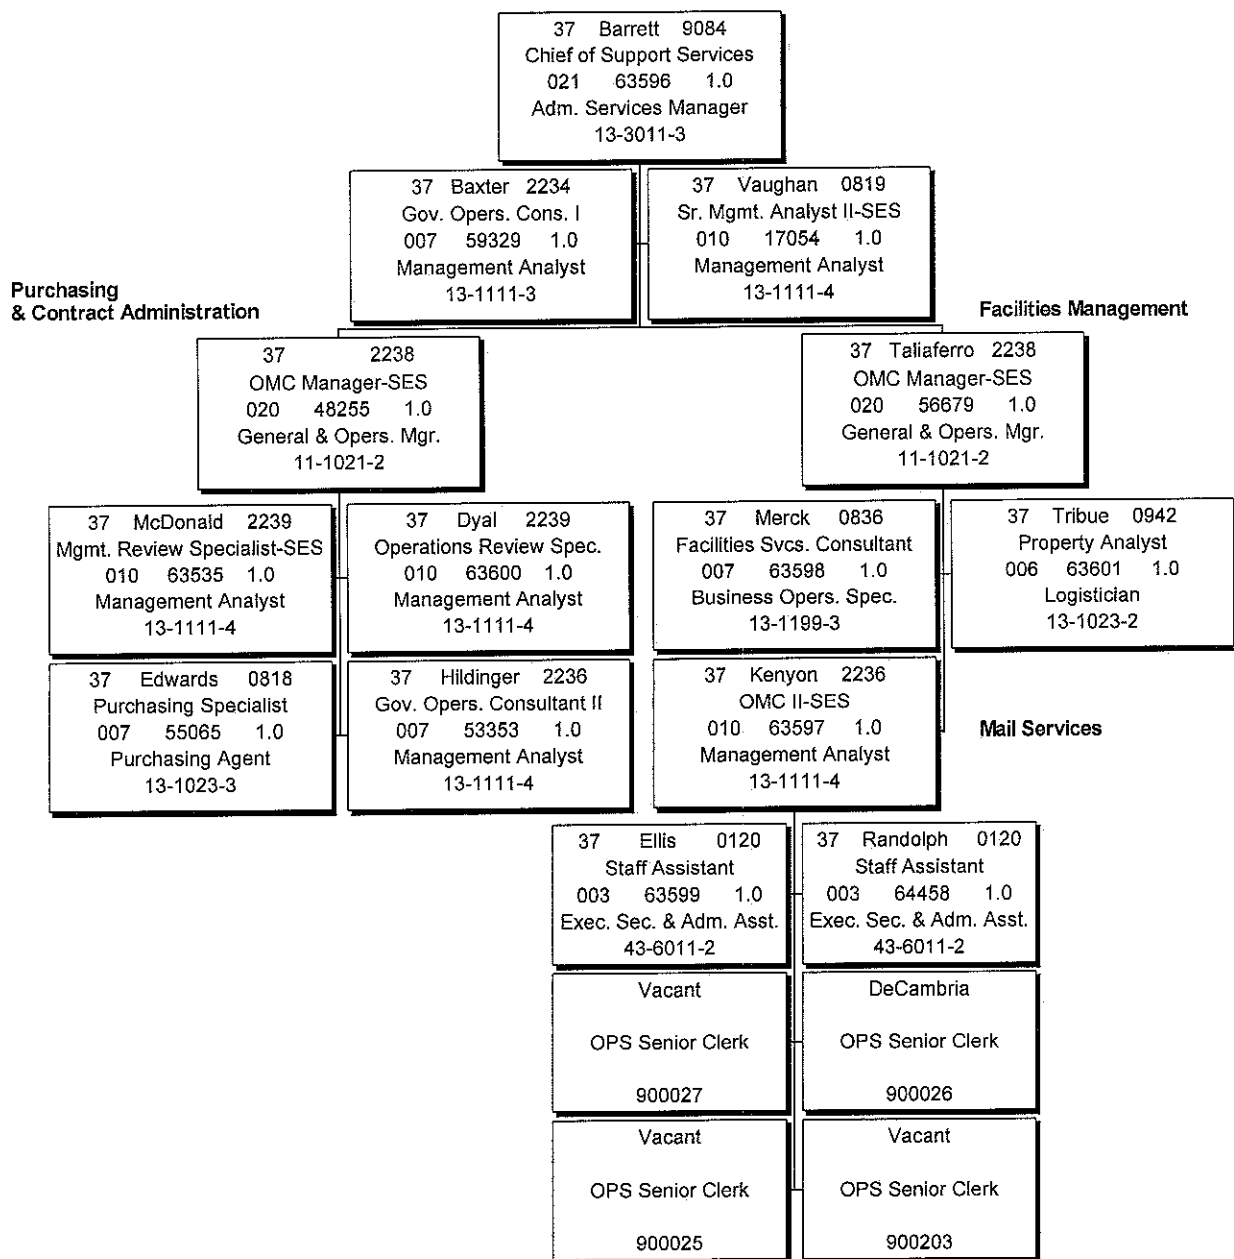 37 Barrett 9084
Chief of Support Services
021 63596 1.0
Adm. Services Manager
13-3011-3
37 Baxter 2234
Gov. Opers. Cons. I
007 59329 1.0
Management Analyst
13-1111-3
37 Vaughan 0819
Sr. Mgmt. Analyst II-SES
010 17054 1.0
Management Analyst
13-1111-4
Purchasing
& Contract Administration
Facilities Management
37 2238
OMC Manager-SES
020 48255 1.0
General & Opers. Mgr.
11-1021-2
37 Taliaferro 2238
OMC Manager-SES
020 56679 1.0
General & Opers. Mgr.
11-1021-2
37 McDonald 2239
Mgmt. Review Specialist-SES
010 63535 1.0
Management Analyst
13-1111-4
37 Dyal 2239
Operations Review Spec.
010 63600 1.0
Management Analyst
13-1111-4
37 Merck 0836
Facilities Svcs. Consultant
007 63598 1.0
Business Opers. Spec.
13-1199-3
37 Tribue 0942
Property Analyst
006 63601 1.0
Logistician
13-1023-2
37 Edwards 0818
Purchasing Specialist
007 55065 1.0
Purchasing Agent
13-1023-3
37 Hildinger 2236
Gov. Opers. Consultant II
007 53353 1.0
Management Analyst
13-1111-4
37 Kenyon 2236
OMC II-SES
010 63597 1.0
Management Analyst
13-1111-4
Mail Services
37 Ellis 0120
Staff Assistant
003 63599 1.0
Exec. Sec. & Adm. Asst.
43-6011-2
37 Randolph 0120
Staff Assistant
003 64458 1.0
Exec. Sec. & Adm. Asst.
43-6011-2
Vacant
OPS Senior Clerk
900027
DeCambria
OPS Senior Clerk
900026
Vacant
OPS Senior Clerk
900025
Vacant
OPS Senior Clerk
900203